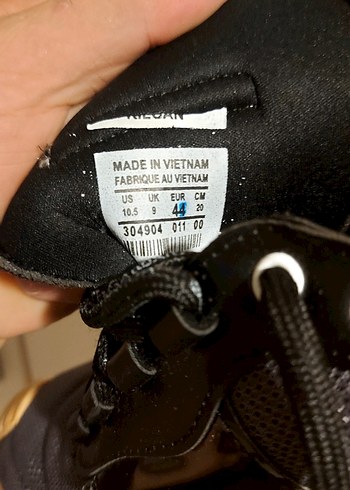 MADE IN VIETNAM
FABRIQUE AU VIETNAM
US UK EUR CM
10.5 9 44 20
304904 011 00